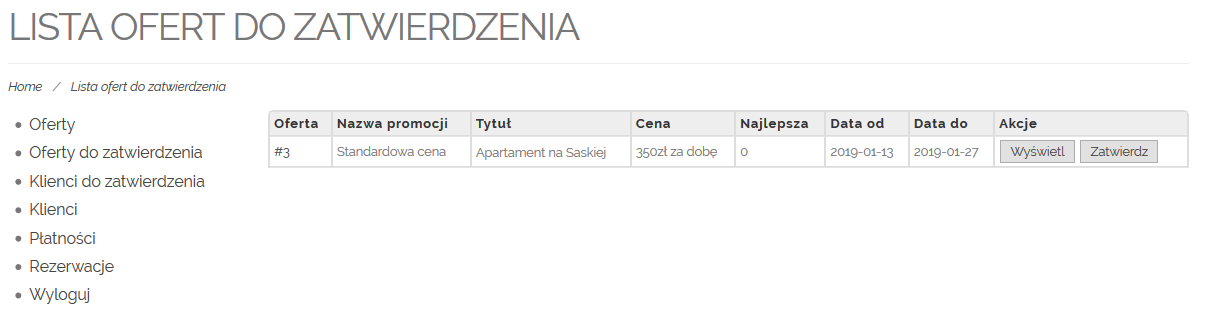 LISTA OFERT DO ZATWIERDZENIA
Home / Lista ofert do zatwierdzenia
Oferty
Oferty do zatwierdzenia
Klienci do zatwierdzenia
Klienci
Płatności
Rezerwacje
Wyloguj
Oferta Nazwa promocji Tytuł Cena Najlepsza Data od Data do Akcje
#3 Standardowa cena Apartament na Saskiej 350zł za dobę 0 2019-01-13 2019-01-27 Wyświetl Zatwierdz